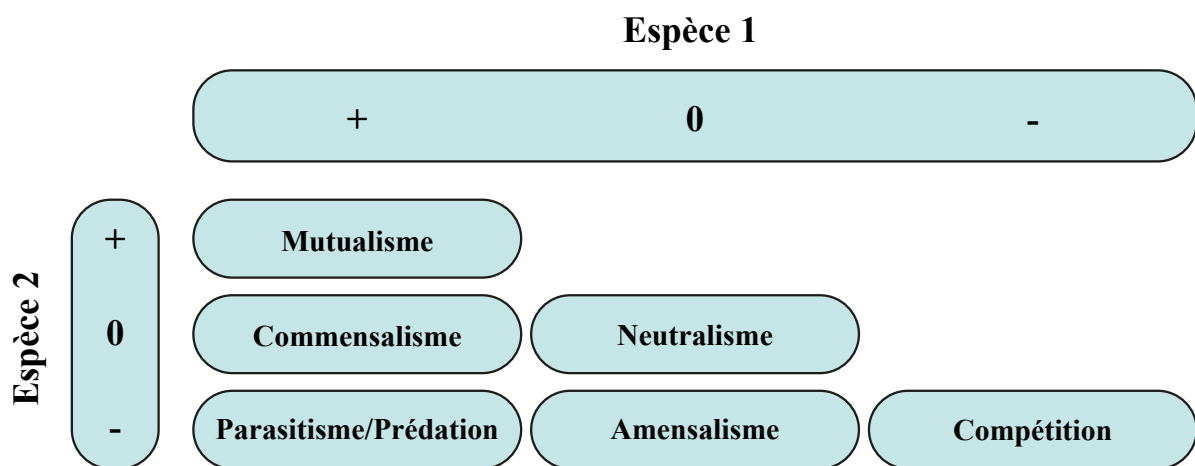 Espèce 1
+ 0 -
Espèce 2
+ Mutualisme
0 Commensalisme Neutralisme
- Parasitisme/Prédation Amensalisme Compétition